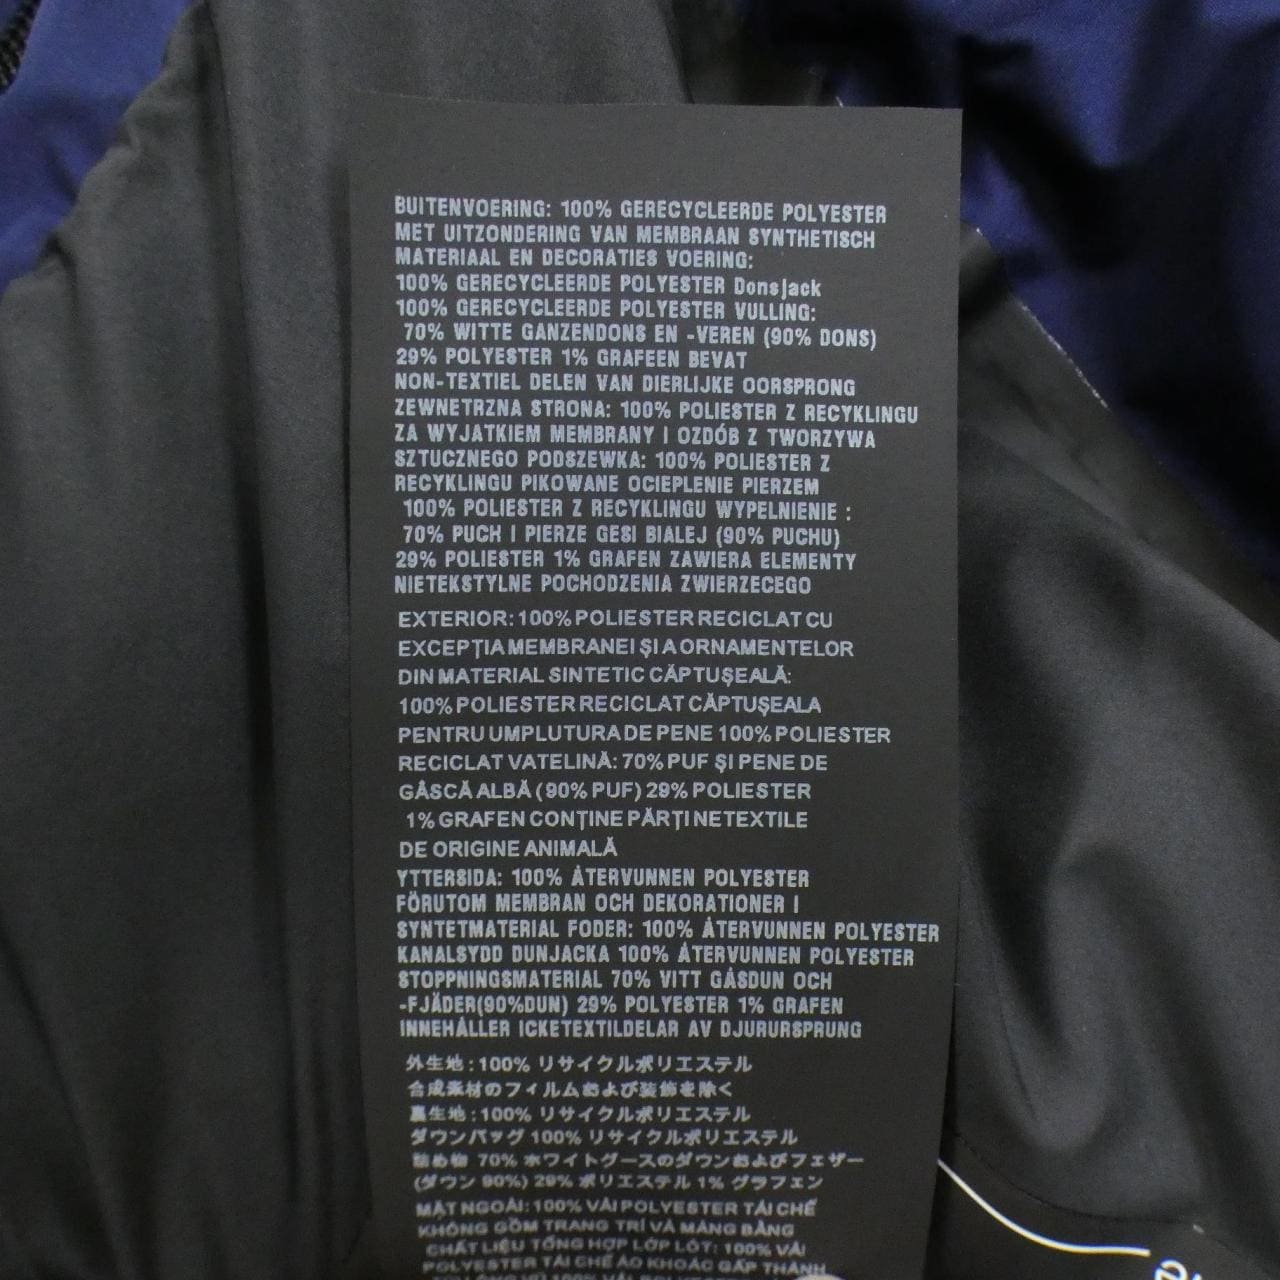 BUITENVOERING: 100% GERECYCLEERDE POLYESTER
MET UITZONDERING VAN MEMBRAAN SYNTHETISCH
MATERIAAL EN DECORATIES VOERING:
100% GERECYCLEERDE POLYESTER Donsjack
100% GERECYCLEERDE POLYESTER VULLING:
70% WITTE GANZENDONS EN -VEREN (90% DONS)
29% POLYESTER 1% GRAFEEN BEVAT
NON-TEXTIEL DELEN VAN DIERLIJKE OORSPRONG
ZEWNETRZNA STRONA: 100% POLIESTER Z RECYKLINGU
ZA WYJATKIEM MEMBRANY I OZDÓB Z TWORZYWA
SZTUCZNEGO PODSZEWKA: 100% POLIESTER Z
RECYKLINGU PIKOWANE OCIEPLENIE PIERZEM
100% POLIESTER Z RECYKLINGU WYPELNIENIE :
70% PUCH I PIERZE GESI BIALEJ (90% PUCHU)
29% POLIESTER 1% GRAFEN ZAWIERA ELEMENTY
NIETEKSTYLNE POCHODZENIA ZWIERZECEGO
EXTERIOR: 100% POLIESTER RECICLAT CU
EXCEPȚIA MEMBRANEI ȘI A ORNAMENTELOR
DIN MATERIAL SINTETIC CĂPTUȘEALĂ:
100% POLIESTER RECICLAT CĂPTUȘEALA
PENTRU UMPLUTURA DE PENE 100% POLIESTER
RECICLAT VATELINĂ: 70% PUF ȘI PENE DE
GÂSCĂ ALBĂ (90% PUF) 29% POLIESTER
1% GRAFEN CONȚINE PĂRȚI NETEXTILE
DE ORIGINE ANIMALĂ
YTTERSIDA: 100% ÅTERVUNNEN POLYESTER
FÖRUTOM MEMBRAN OCH DEKORATIONER I
SYNTETMATERIAL FODER: 100% ÅTERVUNNEN POLYESTER
KANALSYDD DUNJACKA 100% ÅTERVUNNEN POLYESTER
STOPPNINGSMATERIAL 70% VITT GÅSDUN OCH
-FJÄDER(90%DUN) 29% POLYESTER 1% GRAFEN
INNEHÅLLER ICKETEXTILDELAR AV DJURURSPRUNG
外生地:100% リサイクルポリエステル
合成素材のフィルムおよび装飾を除く
裏生地:100% リサイクルポリエステル
ダウンバッグ 100% リサイクルポリエステル
詰め物 70% ホワイトグースのダウンおよびフェザー
(ダウン 90%) 29% ポリエステル 1% グラフェン
MẶT NGOÀI: 100% VẢI POLYESTER TÁI CHẾ
KHÔNG GỒM TRANG TRÍ VÀ MÀNG BẰNG
CHẤT LIỆU TỔNG HỢP LỚP LÓT: 100% VẢI
POLYESTER TÁI CHẾ ÁO KHOÁC GẤP THÀNH